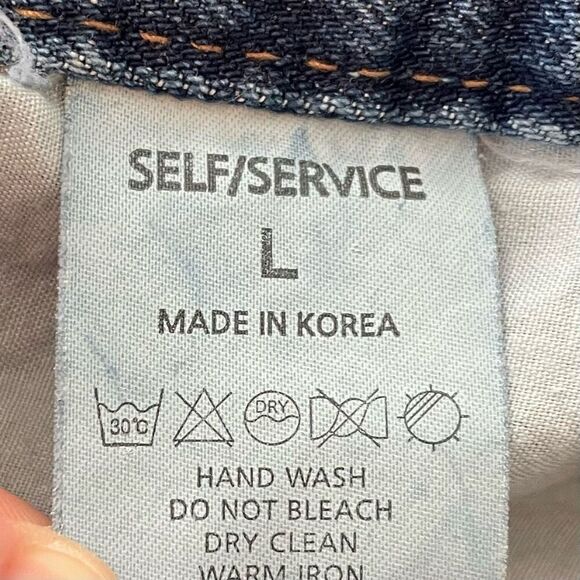 SELF/SERVICE
L
MADE IN KOREA
30°C DRY
HAND WASH
DO NOT BLEACH
DRY CLEAN
WARM IRON